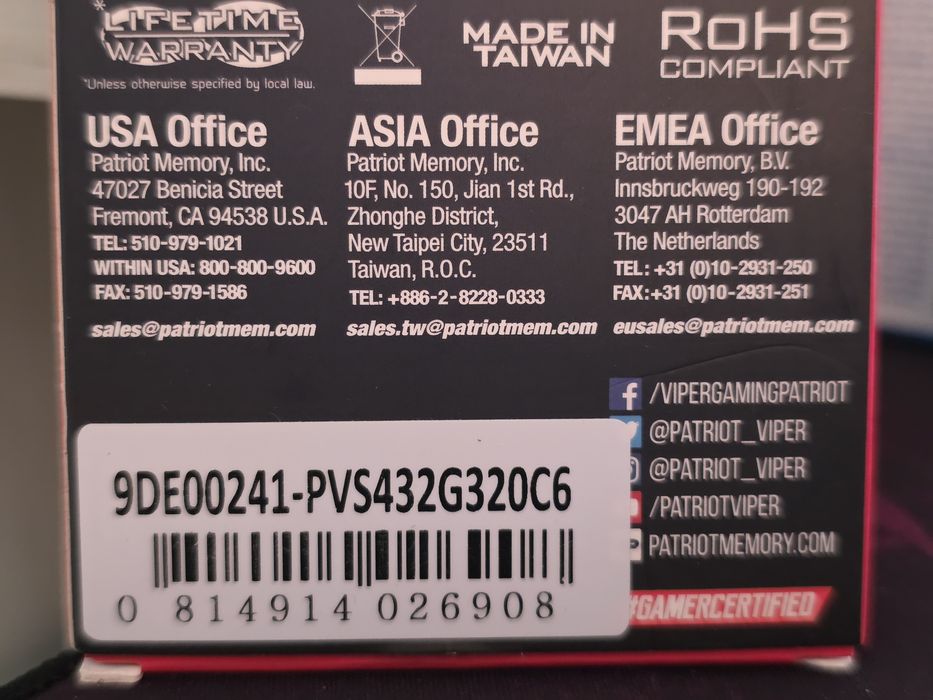 *LIFETIME
WARRANTY
*Unless otherwise specified by local law.
MADE IN
TAIWAN
RoHS
COMPLIANT
USA Office
Patriot Memory, Inc.
47027 Benicia Street
Fremont, CA 94538 U.S.A.
TEL: 510-979-1021
WITHIN USA: 800-800-9600
FAX: 510-979-1586
sales@patriotmem.com
ASIA Office
Patriot Memory, Inc.
10F, No. 150, Jian 1st Rd.,
Zhonghe District,
New Taipei City, 23511
Taiwan, R.O.C.
TEL: +886-2-8228-0333
sales.tw@patriotmem.com
EMEA Office
Patriot Memory, B.V.
Innsbruckweg 190-192
3047 AH Rotterdam
The Netherlands
TEL: +31 (0)10-2931-250
FAX:+31 (0)10-2931-251
eusales@patriotmem.com
f /VIPERGAMINGPATRIOT
@PATRIOT_VIPER
@PATRIOT_VIPER
/PATRIOTVIPER
PATRIOTMEMORY.COM
#GAMERCERTIFIED
9DE00241-PVS432G320C6
0 814914 026908